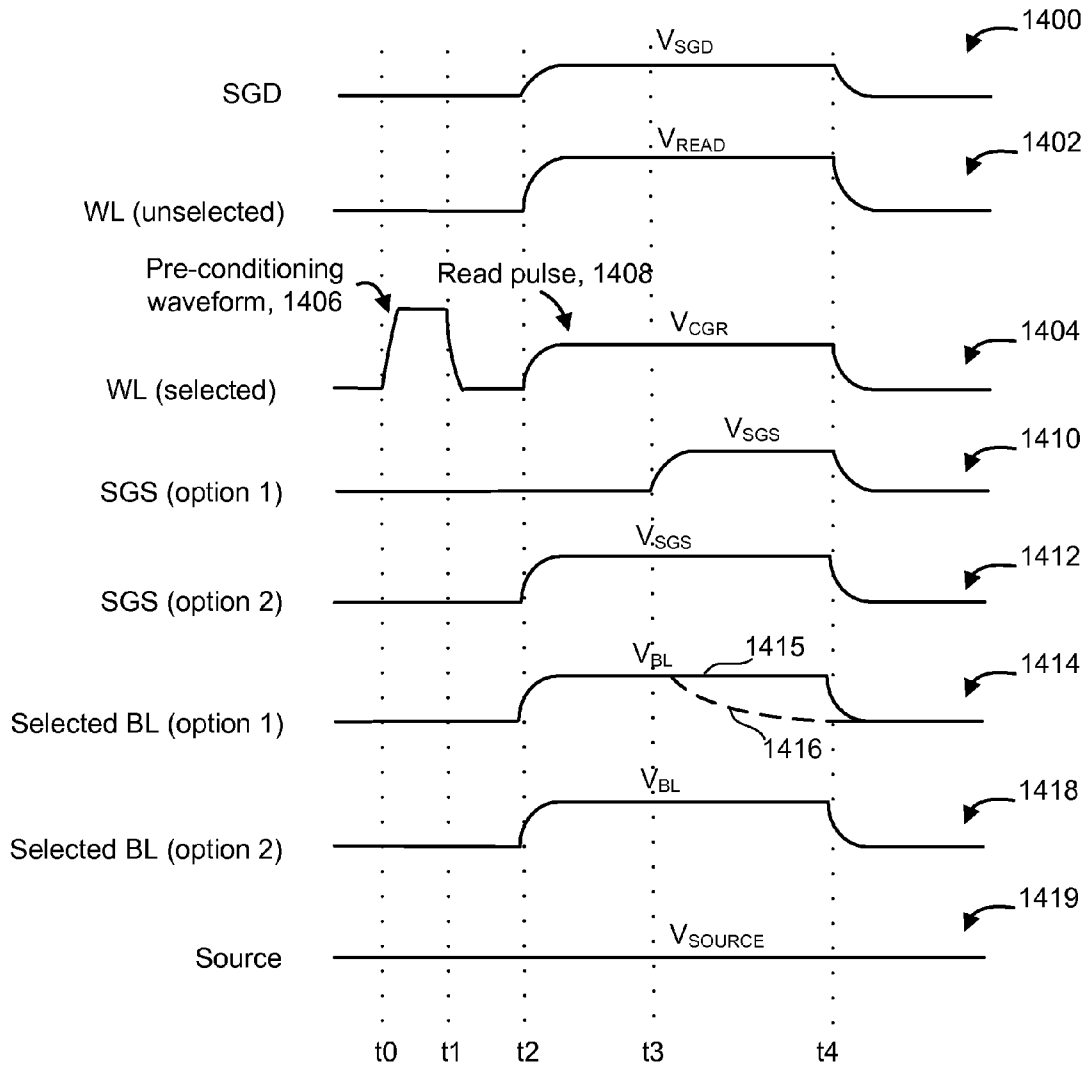 1400
V_SGD
SGD
1402
V_READ
WL (unselected)
Pre-conditioning
waveform, 1406
Read pulse, 1408
V_CGR
1404
WL (selected)
1410
V_SGS
SGS (option 1)
V_SGS
1412
SGS (option 2)
V_BL
1415
1414
Selected BL (option 1)
1416
V_BL
1418
Selected BL (option 2)
1419
V_SOURCE
Source
t0 t1 t2 t3 t4